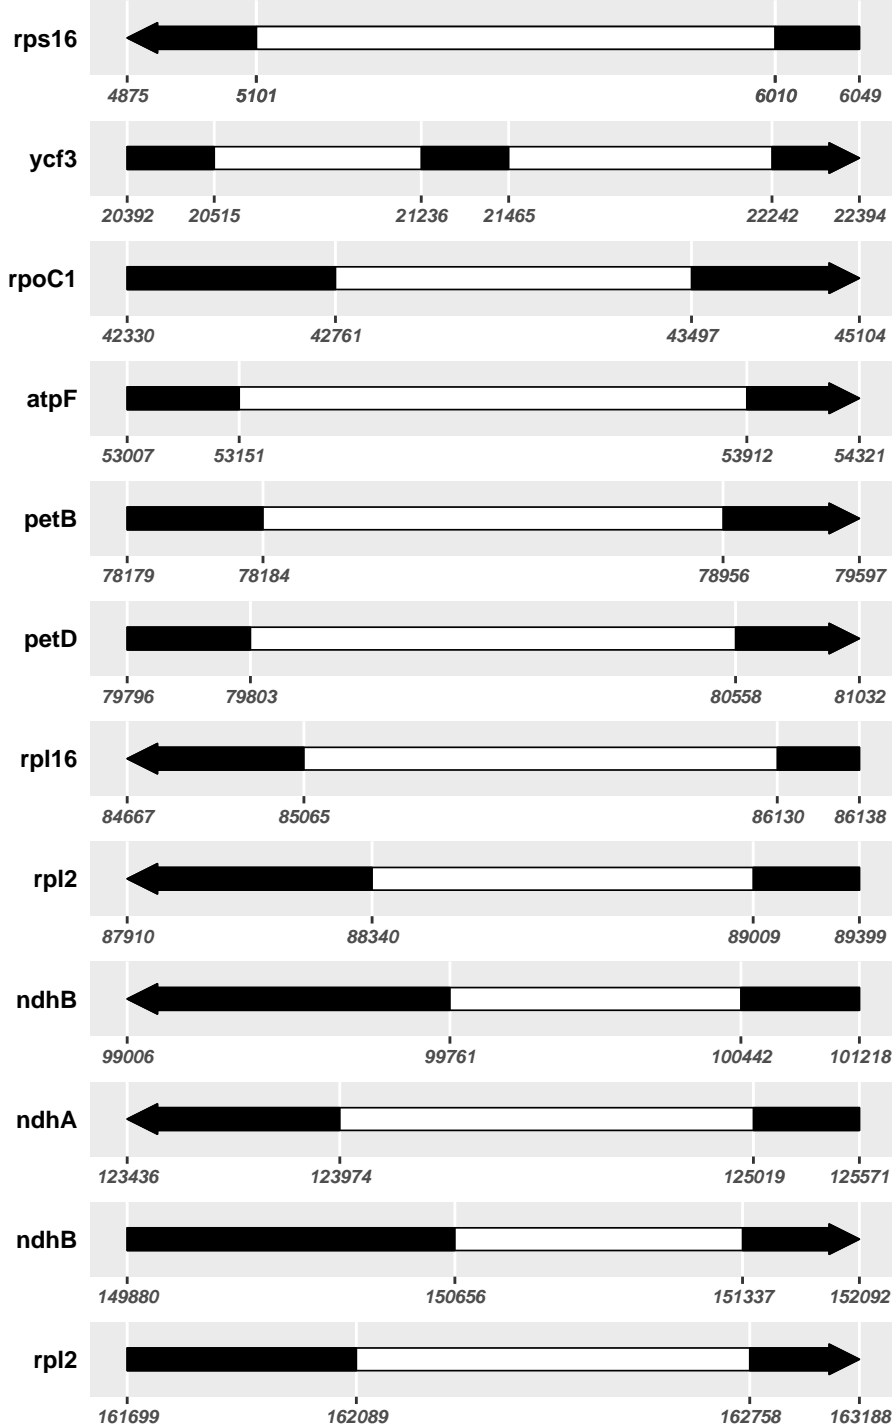 rps16
4875 5101 6010 6049
ycf3
20392 20515 21236 21465 22242 22394
rpoC1
42330 42761 43497 45104
atpF
53007 53151 53912 54321
petB
78179 78184 78956 79597
petD
79796 79803 80558 81032
rpl16
84667 85065 86130 86138
rpl2
87910 88340 89009 89399
ndhB
99006 99761 100442 101218
ndhA
123436 123974 125019 125571
ndhB
149880 150656 151337 152092
rpl2
161699 162089 162758 163188